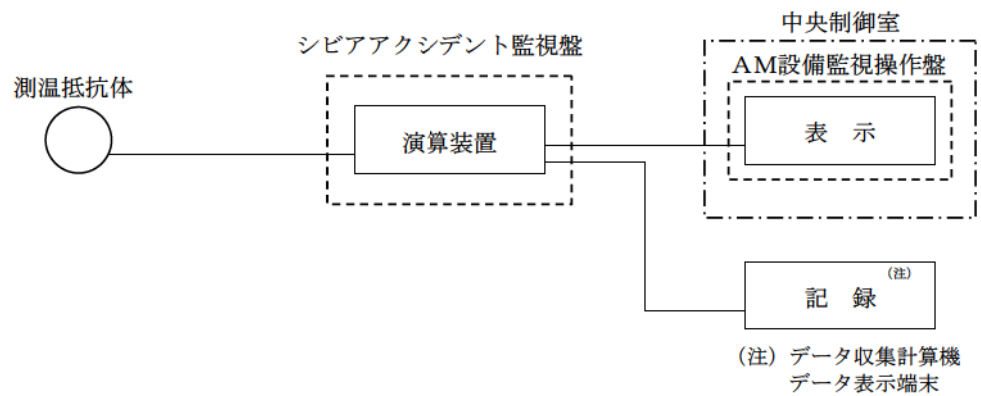 中央制御室
シビアアクシデント監視盤
AM設備監視操作盤
測温抵抗体
演算装置
表 示
記 録 (注)
(注) データ収集計算機
データ表示端末